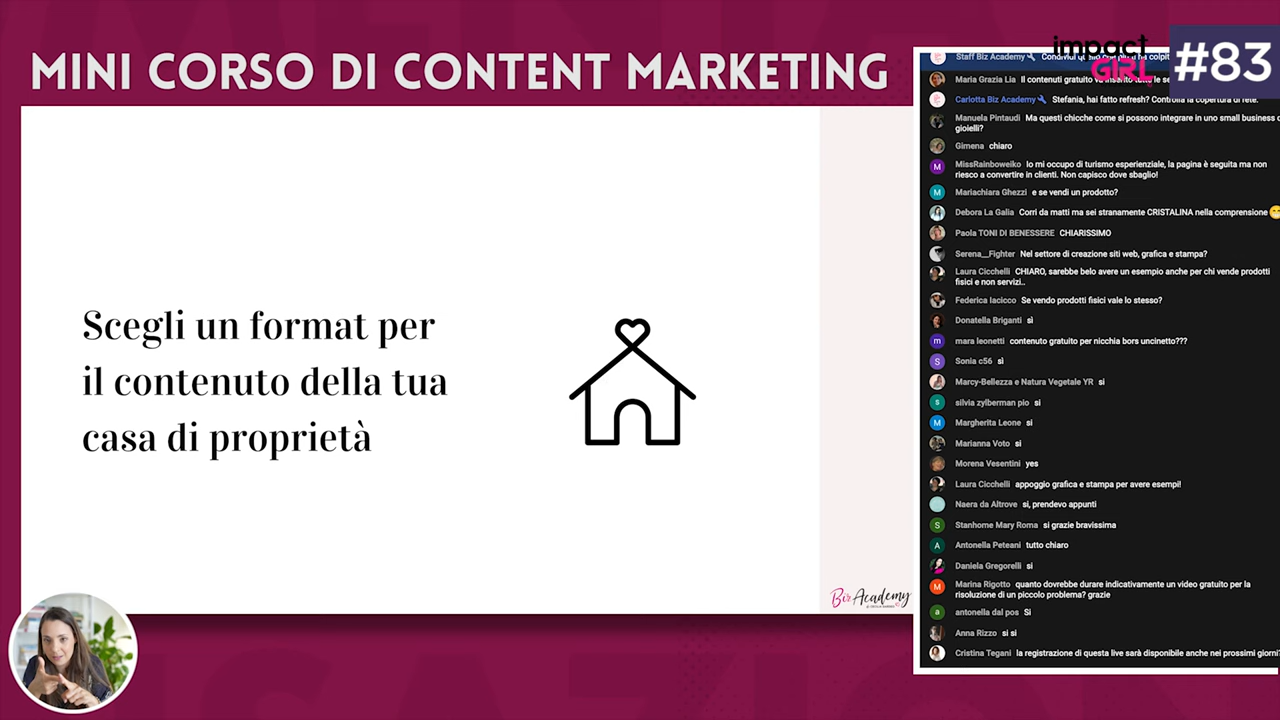 MINI CORSO DI CONTENT MARKETING
impact
GIRL
#83
Scegli un format per
il contenuto della tua
casa di proprietà
Biz Academy
Staff Biz Academy
Maria Grazia Lia Il contenuti gratuito
Carlotta Biz Academy Stefania, hai fatto refresh? Controlla la copertura di rete.
Manuela Pintaudi Ma questi chicche come si possono integrare in uno small business
gioielli?
Gimena chiaro
M MissRainboweiko Io mi occupo di turismo esperienziale, la pagina è seguita ma non
riesco a convertire in clienti. Non capisco dove sbaglio!
M Mariachiara Ghezzi e se vendi un prodotto?
Debora La Galia Corri da matti ma sei stranamente CRISTALINA nella comprensione 😁
Paola TONI DI BENESSERE CHIARISSIMO
Serena__Fighter Nel settore di creazione siti web, grafica e stampa?
Laura Cicchelli CHIARO, sarebbe belo avere un esempio anche per chi vende prodotti
fisici e non servizi..
Federica Iacicco Se vendo prodotti fisici vale lo stesso?
Donatella Briganti sì
m mara leonetti contenuto gratuito per nicchia bors uncinetto???
S Sonia c56 sì
Marcy-Bellezza e Natura Vegetale YR si
s silvia zylberman pio si
M Margherita Leone si
Marianna Voto si
Morena Vesentini yes
Laura Cicchelli appoggio grafica e stampa per avere esempi!
Naera da Altrove si, prendevo appunti
S Stanhome Mary Roma si grazie bravissima
A Antonella Peteani tutto chiaro
Daniela Gregorelli si
M Marina Rigotto quanto dovrebbe durare indicativamente un video gratuito per la
risoluzione di un piccolo problema? grazie
a antonella dal pos Si
Anna Rizzo si si
Cristina Tegani la registrazione di questa live sarà disponibile anche nei prossimi giorni?